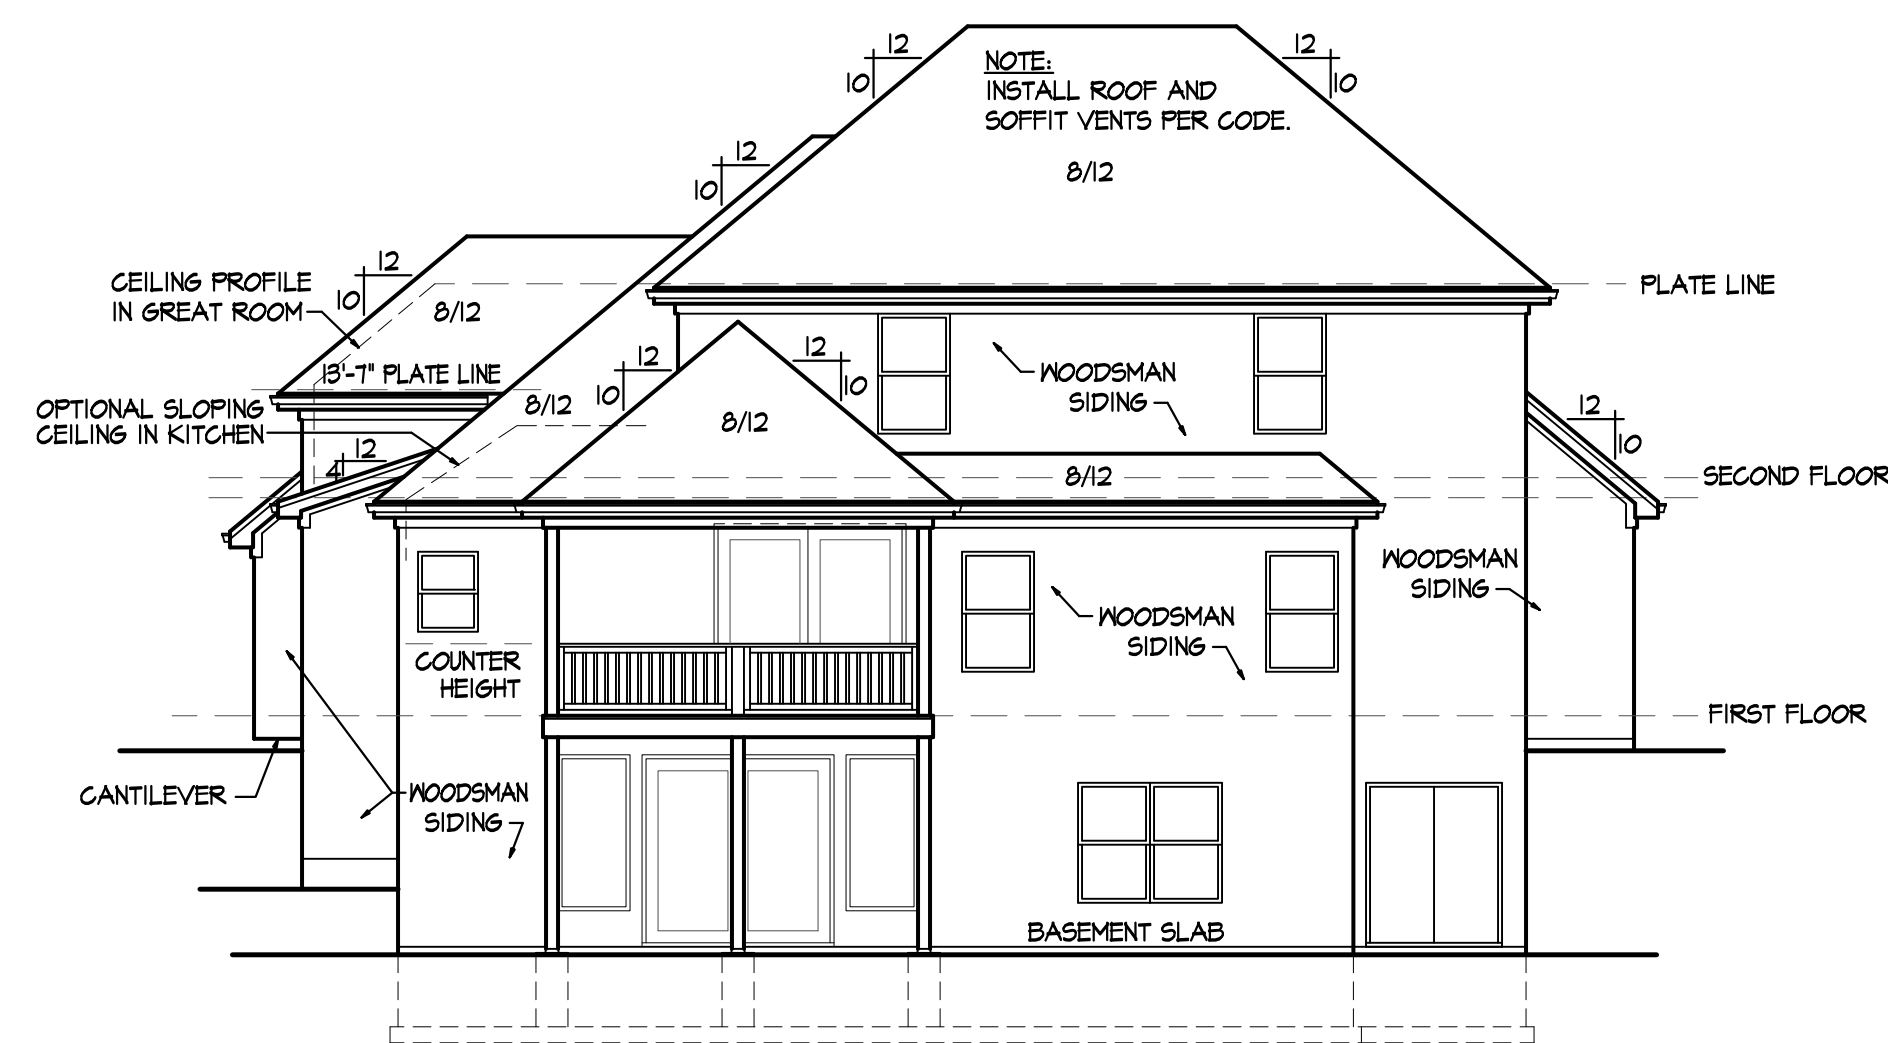 12
10
NOTE:
INSTALL ROOF AND
SOFFIT VENTS PER CODE.
8/12
12
10
12
10
12
10
CEILING PROFILE
IN GREAT ROOM
8/12
PLATE LINE
13'-7" PLATE LINE
12
10
12
10
WOODSMAN
SIDING
OPTIONAL SLOPING
CEILING IN KITCHEN
8/12
8/12
12
10
12
4
8/12
SECOND FLOOR
WOODSMAN
SIDING
WOODSMAN
SIDING
COUNTER
HEIGHT
FIRST FLOOR
CANTILEVER
WOODSMAN
SIDING
BASEMENT SLAB